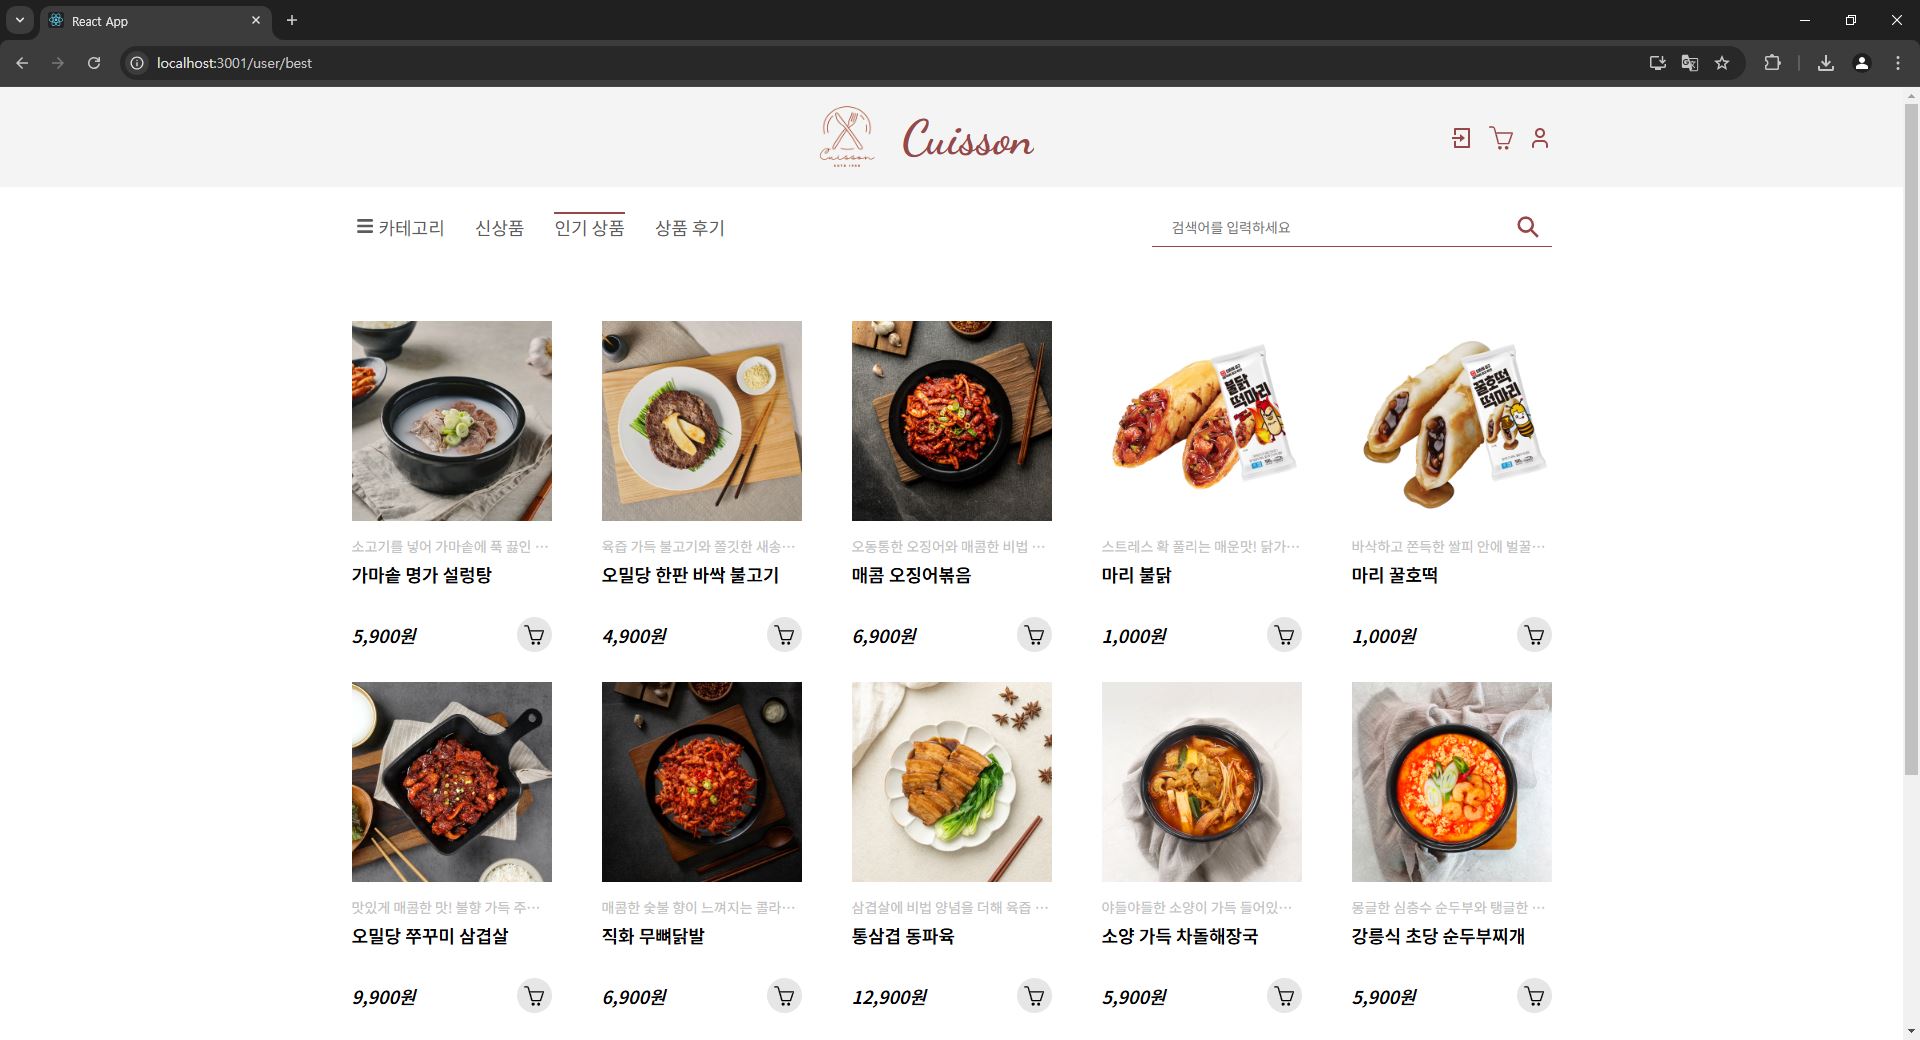 React App
localhost:3001/user/best
Cuisson
Cuisson
카테고리 신상품 인기 상품 상품 후기 검색어를 입력하세요
불닭
떡마리
꿀호떡
떡마리
소고기를 넣어 가마솥에 푹 끓인 …
육즙 가득 불고기와 쫄깃한 새송…
오동통한 오징어와 매콤한 비법 …
스트레스 확 풀리는 매운맛! 닭가…
바삭하고 쫀득한 쌀피 안에 벌꿀…
가마솥 명가 설렁탕
오밀당 한판 바싹 불고기
매콤 오징어볶음
마리 불닭
마리 꿀호떡
5,900원
4,900원
6,900원
1,000원
1,000원
맛있게 매콤한 맛! 불향 가득 주…
매콤한 숯불 향이 느껴지는 콜라…
삼겹살에 비법 양념을 더해 육즙 …
야들야들한 소양이 가득 들어있…
몽글한 심층수 순두부와 탱글한 …
오밀당 쭈꾸미 삼겹살
직화 무뼈닭발
통삼겹 동파육
소양 가득 차돌해장국
강릉식 초당 순두부찌개
9,900원
6,900원
12,900원
5,900원
5,900원